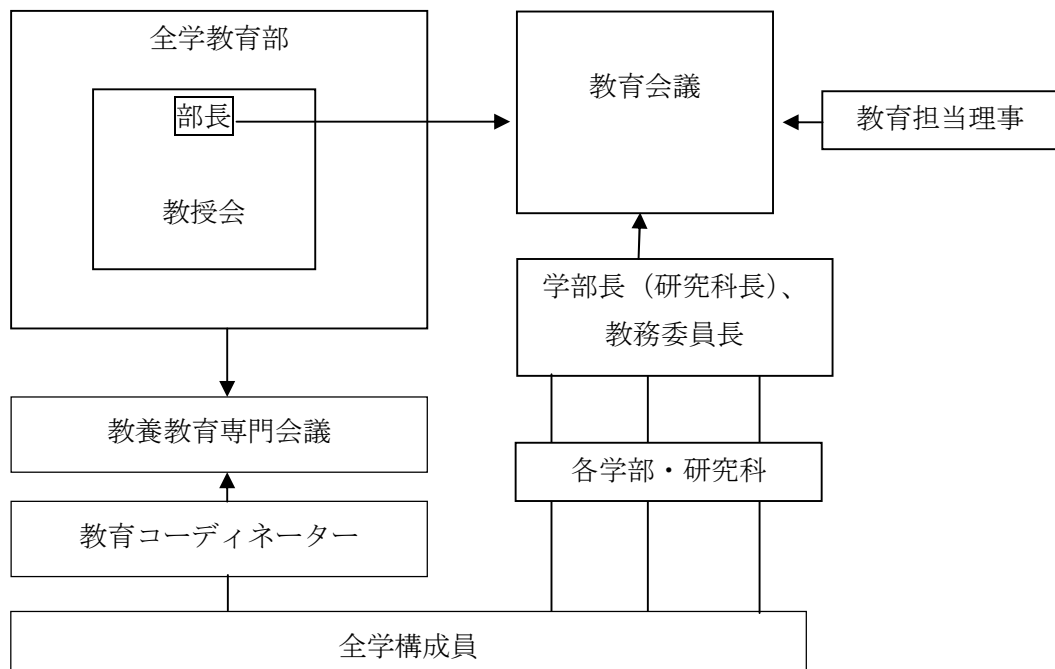 全学教育部
部長
教授会
教育会議
教育担当理事
学部長（研究科長）、
教務委員長
教養教育専門会議
各学部・研究科
教育コーディネーター
全学構成員